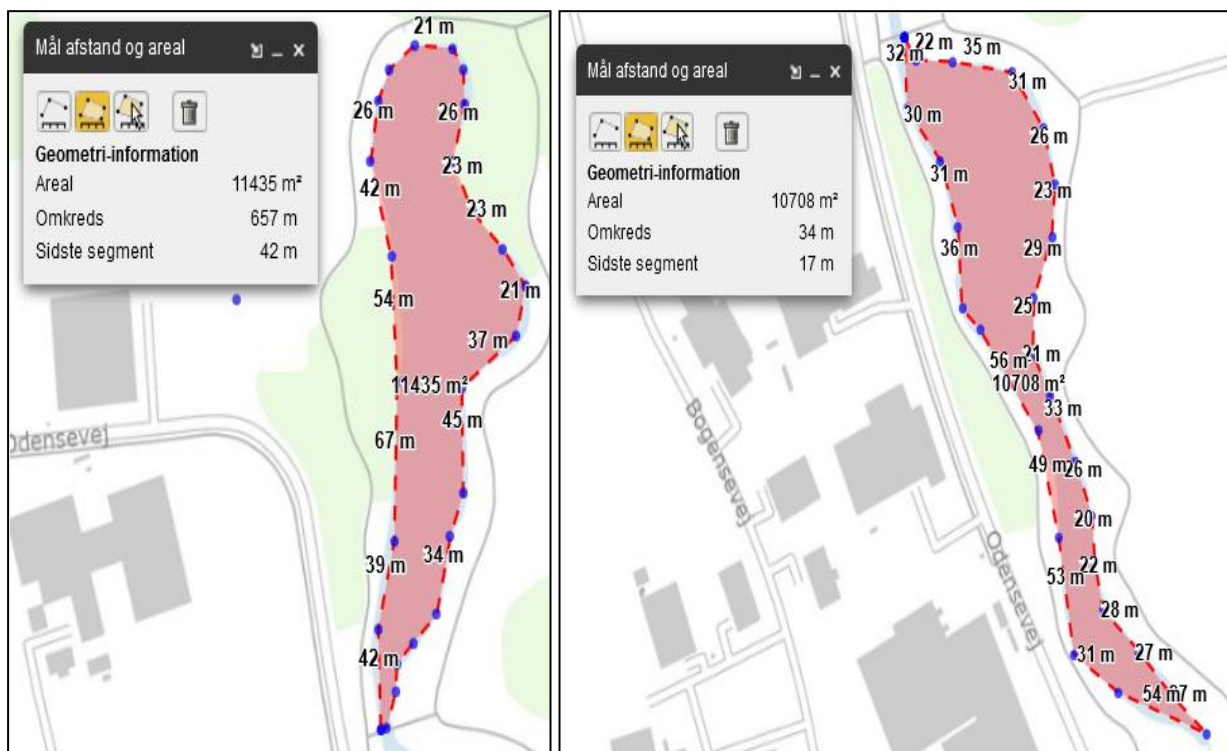 Mål afstand og areal
Geometri-information
Areal 11435 m²
Omkreds 657 m
Sidste segment 42 m
21 m
26 m
26 m
42 m
23 m
23 m
54 m
21 m
37 m
11435 m²
45 m
67 m
Odensevej
39 m
34 m
42 m
Mål afstand og areal
Geometri-information
Areal 10708 m²
Omkreds 34 m
Sidste segment 17 m
32 m
22 m
35 m
31 m
30 m
26 m
31 m
23 m
36 m
29 m
25 m
56 m
21 m
10708 m²
33 m
Bogensevej
49 m
26 m
20 m
Odensevej
53 m
22 m
28 m
31 m
27 m
54 m